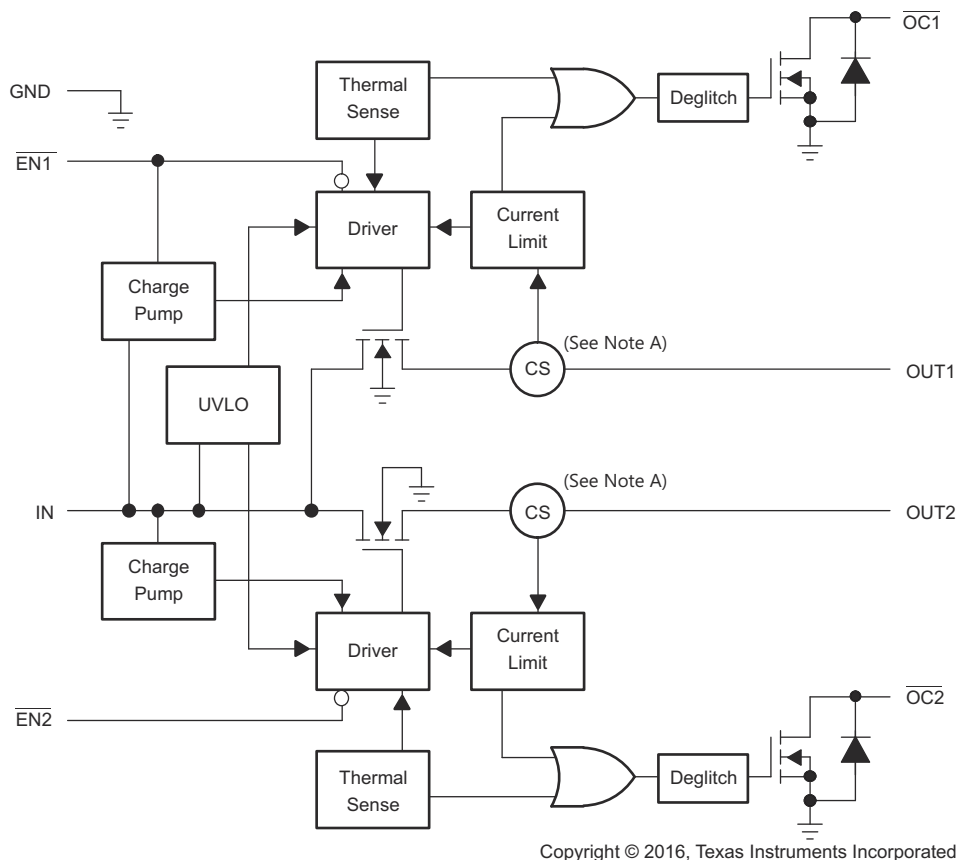 OC1
GND
Thermal
Sense
Deglitch
EN1
Driver
Current
Limit
Charge
Pump
(See Note A)
CS
OUT1
UVLO
(See Note A)
IN
CS
OUT2
Charge
Pump
Driver
Current
Limit
OC2
EN2
Thermal
Sense
Deglitch
Copyright © 2016, Texas Instruments Incorporated